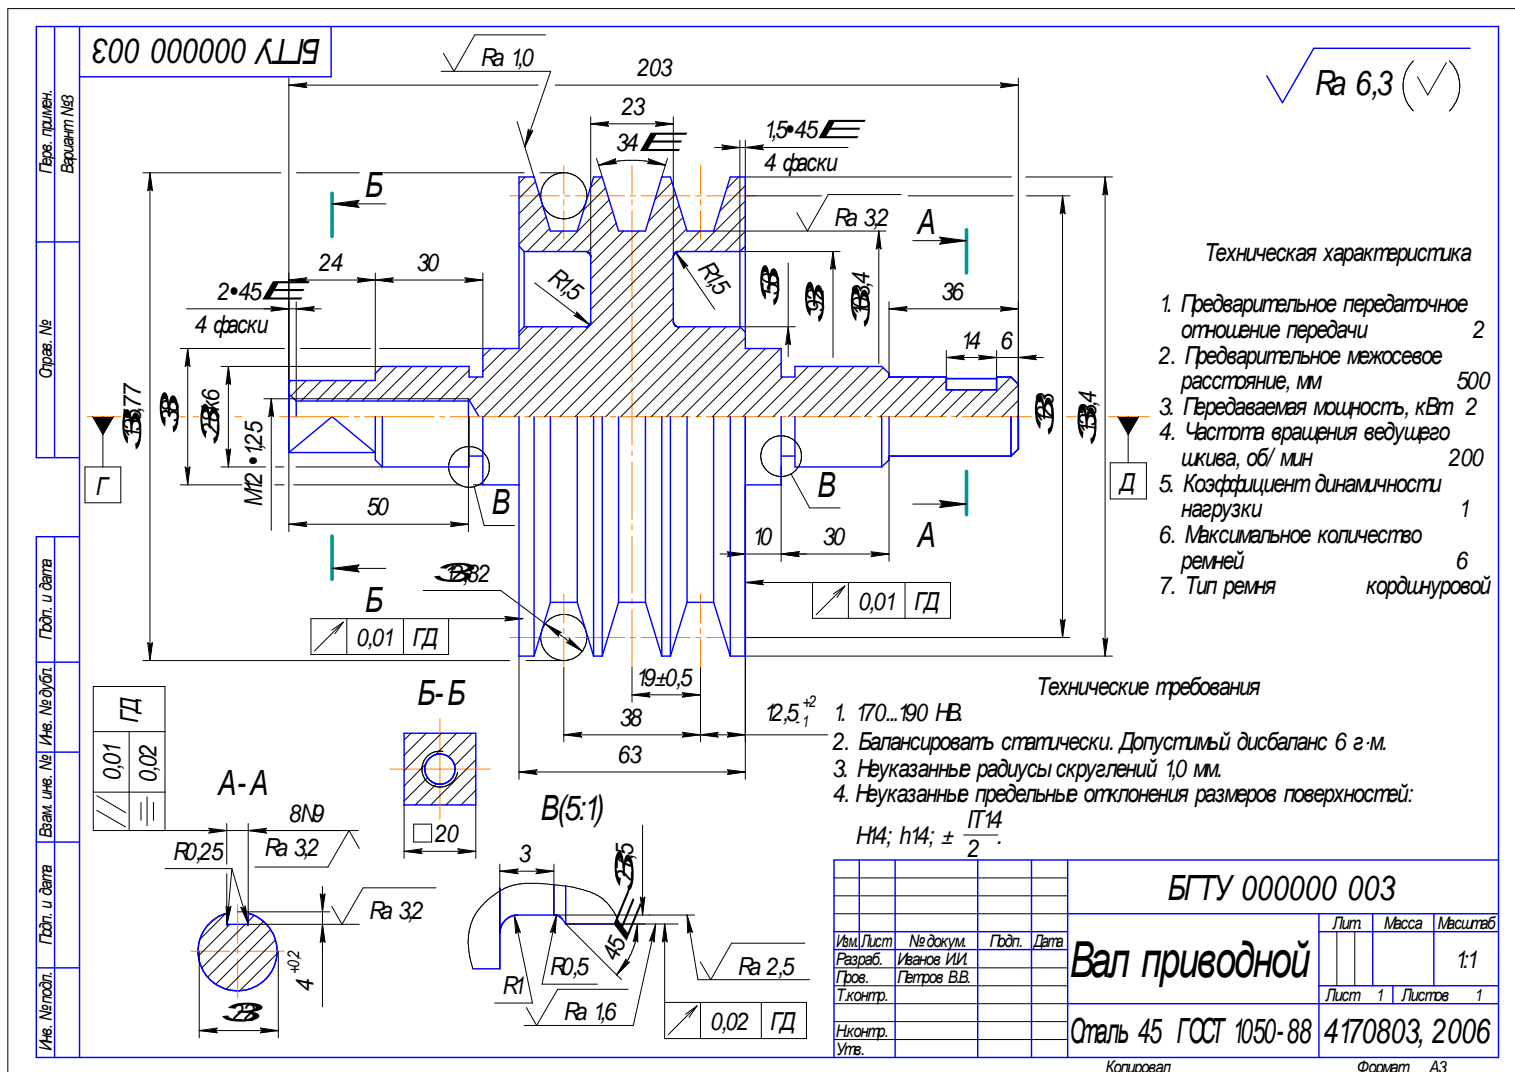 БГТУ 000000 003
Перв. примен.
Вариант №3
Справ. №
Подп. и дата
Инв. № дубл.
Взам. инв. №
Подп. и дата
Инв. № подл.
Ra 1,0
203
Ra 6,3 (√)
23
34
1,5•45
4 фаски
Б
Ra 3,2
А
24
30
2•45
4 фаски
R1,5
R1,5
36
14
6
M12•1,25
Г
Д
В
В
50
10
30
А
Б
0,01 ГД
0,01 ГД
19±0,5
38
12,5 +2 -1
63
Техническая характеристика
1. Предварительное передаточное
отношение передачи 2
2. Предварительное межосевое
расстояние, мм 500
3. Передаваемая мощность, кВт 2
4. Частота вращения ведущего
шкива, об/мин 200
5. Коэффициент динамичности
нагрузки 1
6. Максимальное количество
ремней 6
7. Тип ремня кординуровой
Технические требования
1. 170...190 НВ.
2. Балансировать статически. Допустимый дисбаланс 6 г·м.
3. Неуказанные радиусы скруглений 1,0 мм.
4. Неуказанные предельные отклонения размеров поверхностей:
H14; h14; ± IT14/2.
ГД
0,01
0,02
А-А
8N9
R0,25
Ra 3,2
Ra 3,2
4 +0,2
Б-Б
□20
В(5:1)
3
45
R1
R0,5
Ra 1,6
Ra 2,5
0,02 ГД
БГТУ 000000 003
Изм. Лист № докум. Подп. Дата
Разраб. Иванов И.И.
Пров. Петров В.В.
Т.контр.
Н.контр.
Утв.
Вал приводной
Лит. Масса Масштаб
1:1
Лист 1 Листов 1
Сталь 45 ГОСТ 1050-88
4170803, 2006
Копировал
Формат А3